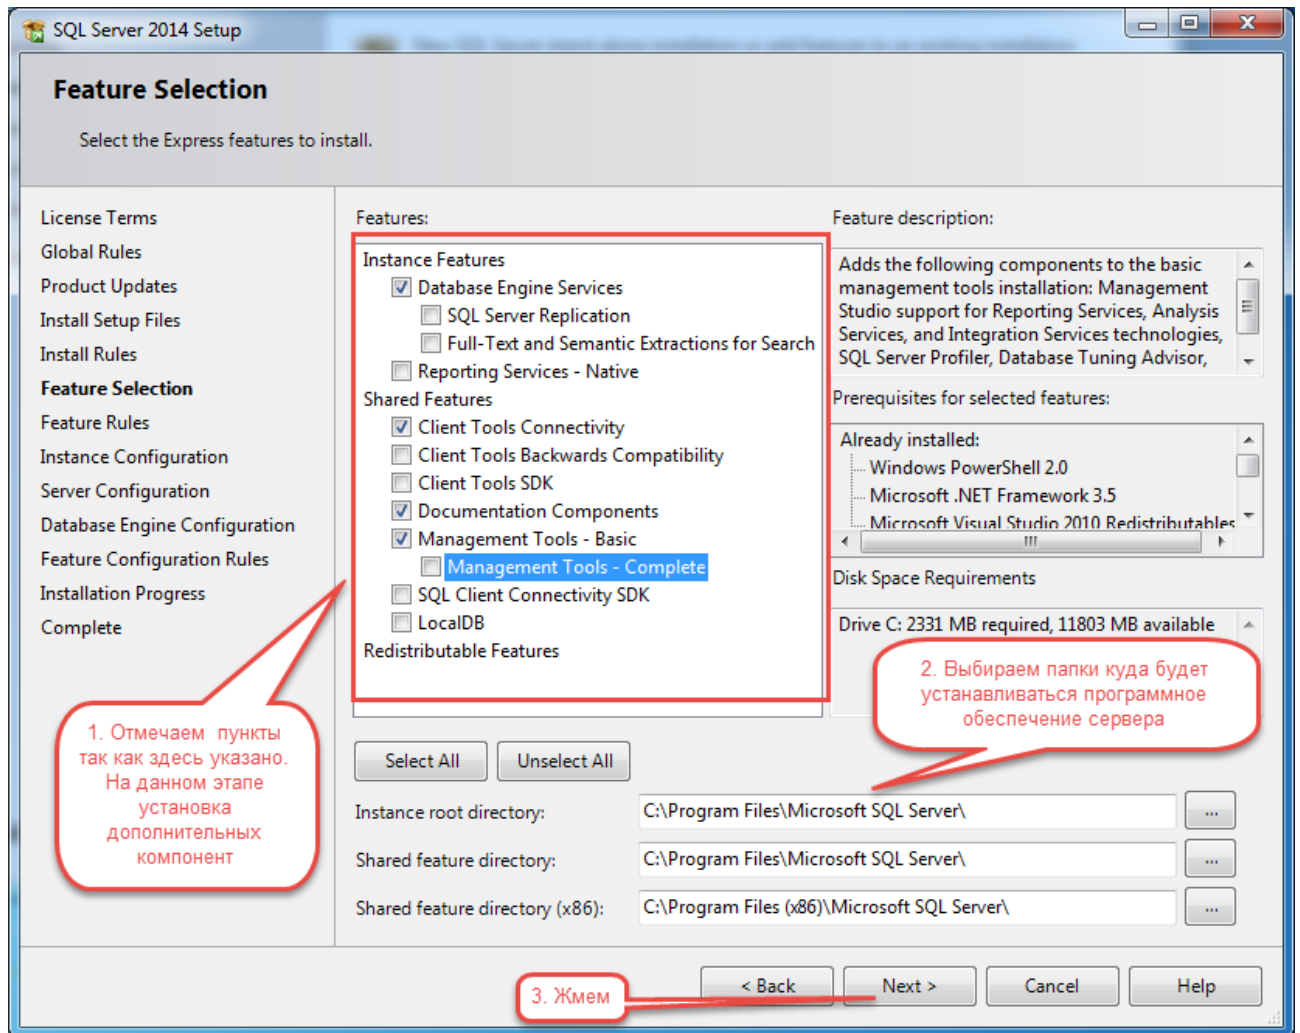 SQL Server 2014 Setup
Feature Selection
Select the Express features to install.
License Terms
Global Rules
Product Updates
Install Setup Files
Install Rules
Feature Selection
Feature Rules
Instance Configuration
Server Configuration
Database Engine Configuration
Feature Configuration Rules
Installation Progress
Complete
Features:
Instance Features
Database Engine Services
SQL Server Replication
Full-Text and Semantic Extractions for Search
Reporting Services - Native
Shared Features
Client Tools Connectivity
Client Tools Backwards Compatibility
Client Tools SDK
Documentation Components
Management Tools - Basic
Management Tools - Complete
SQL Client Connectivity SDK
LocalDB
Redistributable Features
Feature description:
Adds the following components to the basic
management tools installation: Management
Studio support for Reporting Services, Analysis
Services, and Integration Services technologies,
SQL Server Profiler, Database Tuning Advisor,
Prerequisites for selected features:
Already installed:
Windows PowerShell 2.0
Microsoft .NET Framework 3.5
Microsoft Visual Studio 2010 Redistributables
Disk Space Requirements
Drive C: 2331 MB required, 11803 MB available
1. Отмечаем пункты
так как здесь указано.
На данном этапе
установка
дополнительных
компонент
2. Выбираем папки куда будет
устанавливаться программное
обеспечение сервера
Select All
Unselect All
Instance root directory:
C:\Program Files\Microsoft SQL Server\
...
Shared feature directory:
C:\Program Files\Microsoft SQL Server\
...
Shared feature directory (x86):
C:\Program Files (x86)\Microsoft SQL Server\
...
3. Жмем
< Back
Next >
Cancel
Help